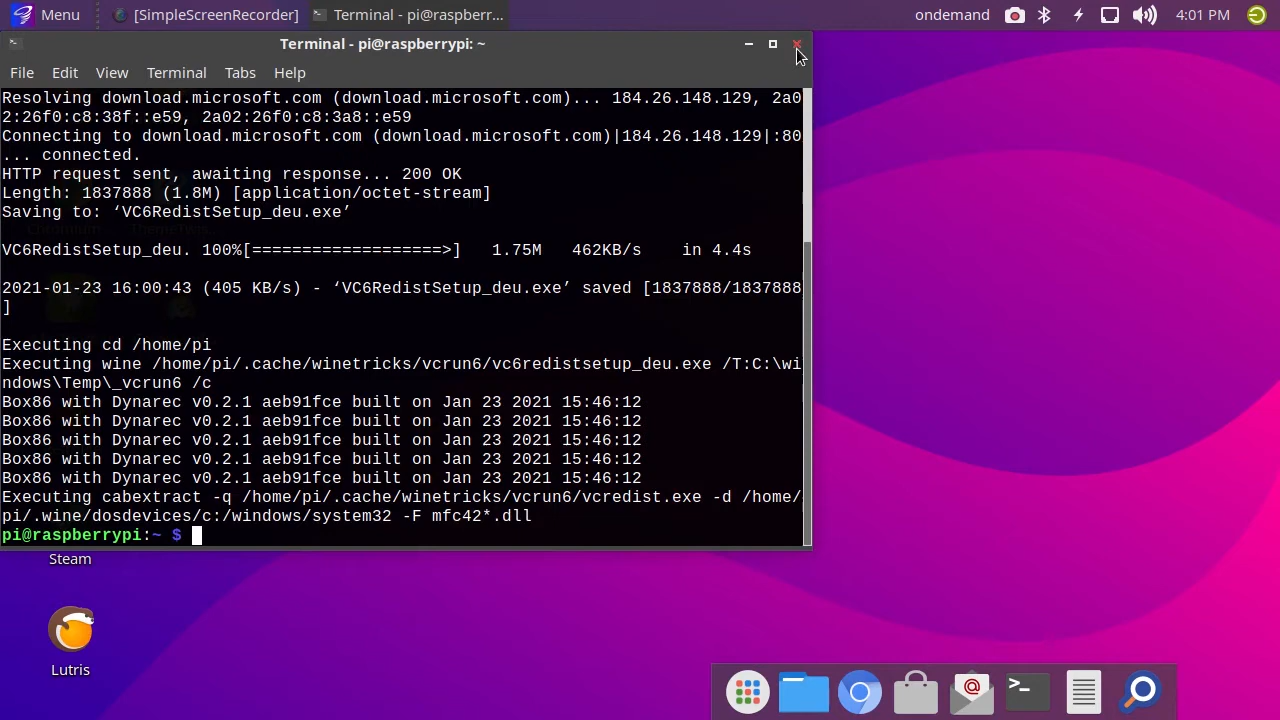 Menu [SimpleScreenRecorder] Terminal - pi@raspberr... ondemand 4:01 PM
Terminal - pi@raspberrypi: ~
File Edit View Terminal Tabs Help
Resolving download.microsoft.com (download.microsoft.com)... 184.26.148.129, 2a0
2:26f0:c8:38f::e59, 2a02:26f0:c8:3a8::e59
Connecting to download.microsoft.com (download.microsoft.com)|184.26.148.129|:80
... connected.
HTTP request sent, awaiting response... 200 OK
Length: 1837888 (1.8M) [application/octet-stream]
Saving to: ‘VC6RedistSetup_deu.exe’
VC6RedistSetup_deu. 100%[===================>] 1.75M 462KB/s in 4.4s
2021-01-23 16:00:43 (405 KB/s) - ‘VC6RedistSetup_deu.exe’ saved [1837888/1837888
]
Executing cd /home/pi
Executing wine /home/pi/.cache/winetricks/vcrun6/vc6redistsetup_deu.exe /T:C:\wi
ndows\Temp\_vcrun6 /c
Box86 with Dynarec v0.2.1 aeb91fce built on Jan 23 2021 15:46:12
Box86 with Dynarec v0.2.1 aeb91fce built on Jan 23 2021 15:46:12
Box86 with Dynarec v0.2.1 aeb91fce built on Jan 23 2021 15:46:12
Box86 with Dynarec v0.2.1 aeb91fce built on Jan 23 2021 15:46:12
Box86 with Dynarec v0.2.1 aeb91fce built on Jan 23 2021 15:46:12
Executing cabextract -q /home/pi/.cache/winetricks/vcrun6/vcredist.exe -d /home/
pi/.wine/dosdevices/c:/windows/system32 -F mfc42*.dll
pi@raspberrypi:~ $
Steam
Lutris